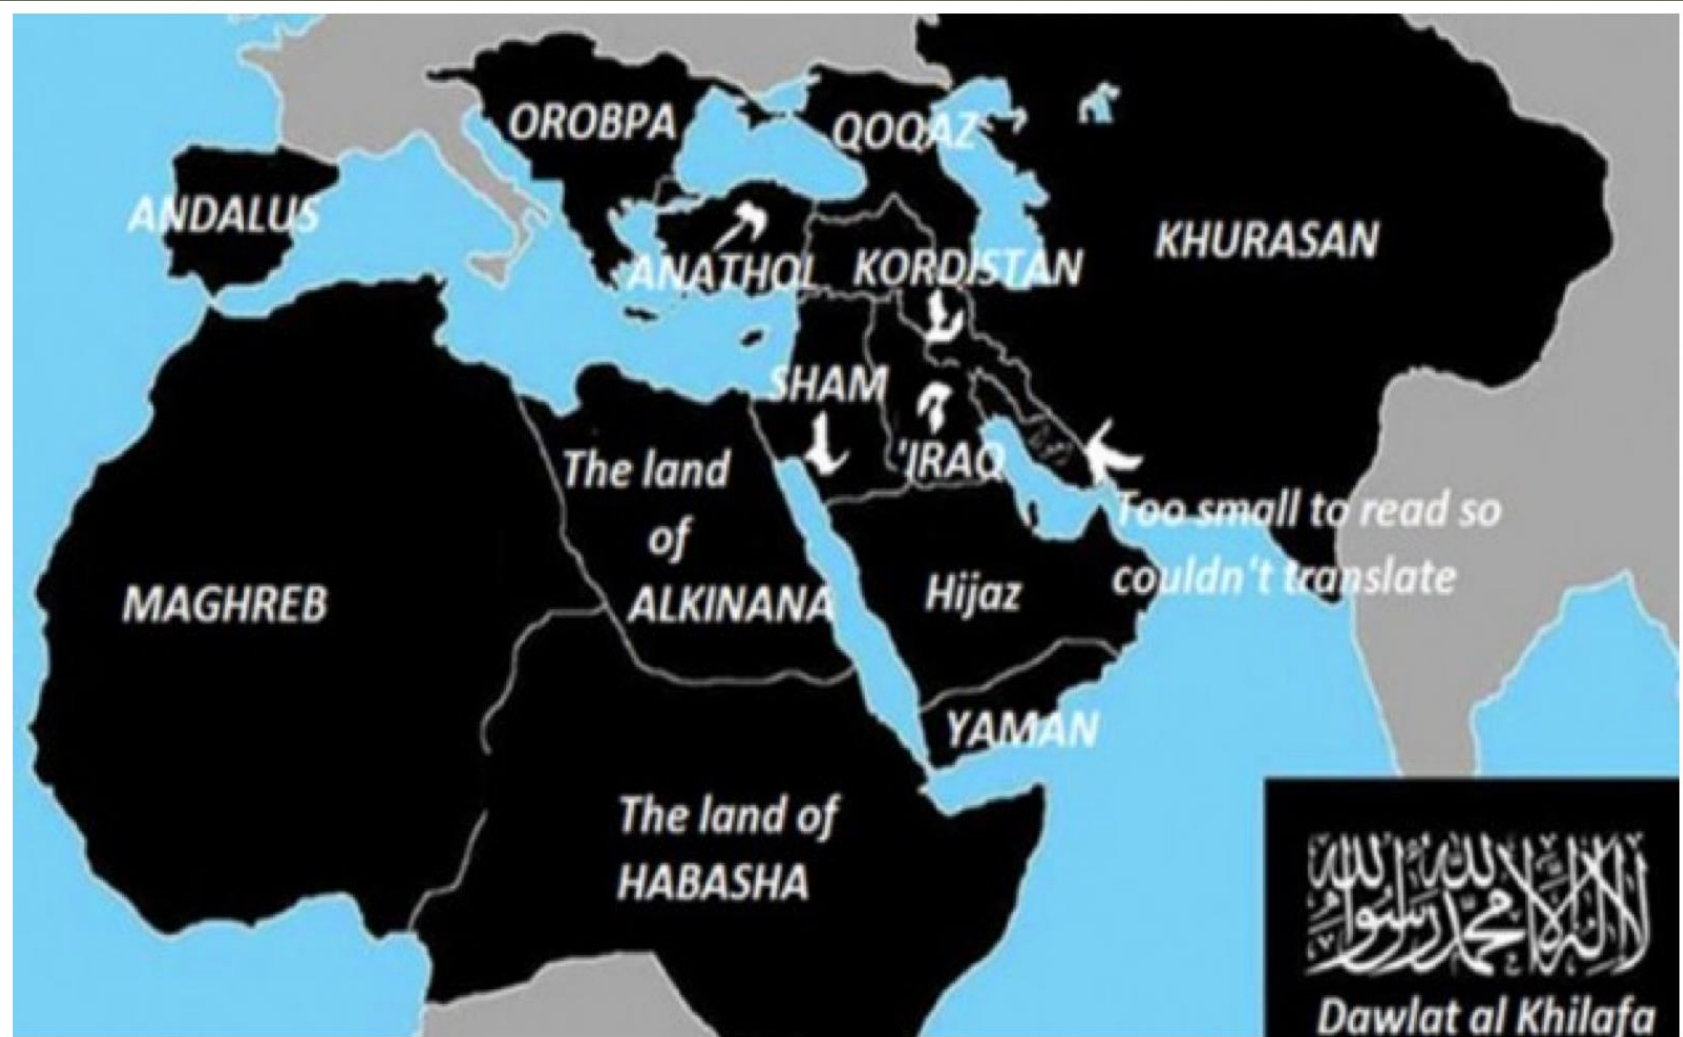 OROBPA
QOQAZ
ANDALUS
KHURASAN
ANATHOL
KORDISTAN
SHAM
'IRAQ
The land
of
ALKINANA
Too small to read so
couldn't translate
MAGHREB
Hijaz
YAMAN
The land of
HABASHA
لا إله إلا الله محمد رسول الله
Dawlat al Khilafa